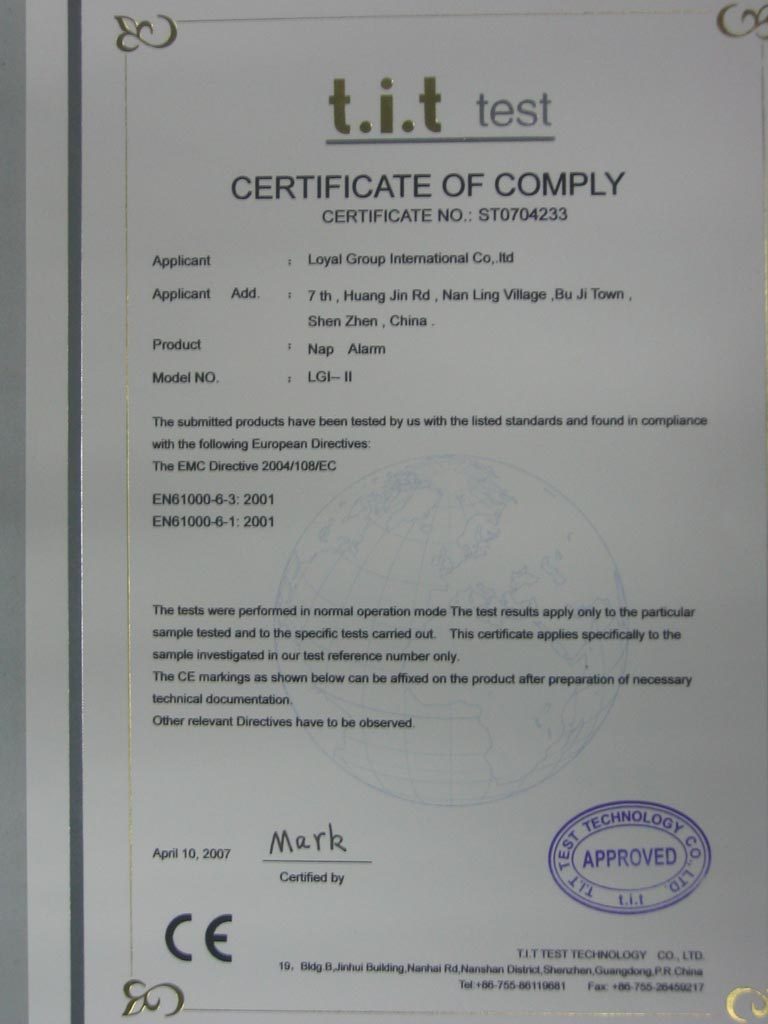 t.i.t test
CERTIFICATE OF COMPLY
CERTIFICATE NO.: ST0704233
Applicant : Loyal Group International Co,.ltd
Applicant Add. : 7 th , Huang Jin Rd , Nan Ling Village ,Bu Ji Town ,
Shen Zhen , China .
Product : Nap Alarm
Model NO. : LGI– II
The submitted products have been tested by us with the listed standards and found in compliance
with the following European Directives:
The EMC Directive 2004/108/EC
EN61000-6-3: 2001
EN61000-6-1: 2001
The tests were performed in normal operation mode The test results apply only to the particular
sample tested and to the specific tests carried out. This certificate applies specifically to the
sample investigated in our test reference number only.
The CE markings as shown below can be affixed on the product after preparation of necessary
technical documentation.
Other relevant Directives have to be observed.
April 10, 2007
Mark
Certified by
T.I.T TEST TECHNOLOGY CO., LTD.
APPROVED
t.i.t
CE
T.I.T TEST TECHNOLOGY CO., LTD.
19, Bldg.B,Jinhui Building,Nanhai Rd,Nanshan District,Shenzhen,Guangdong,P.R.China
Tel:+86-755-86119681 Fax: +86-755-26459217